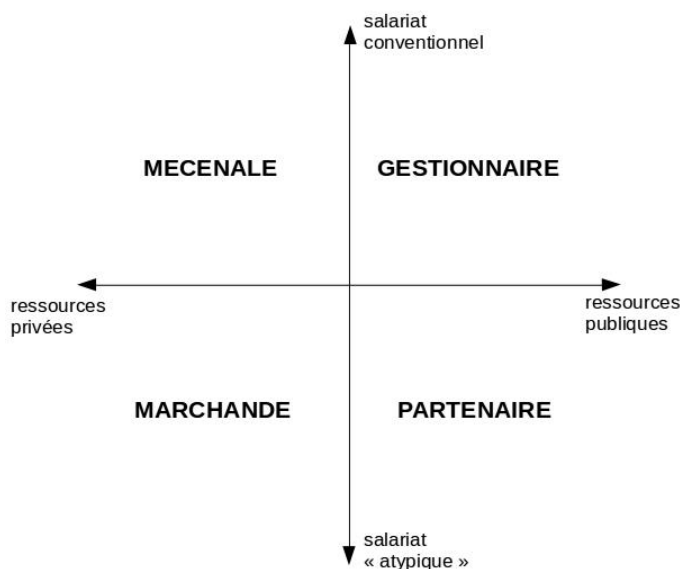 salariat
conventionnel
MECENALE
GESTIONNAIRE
ressources
privées
ressources
publiques
MARCHANDE
PARTENAIRE
salariat
« atypique »